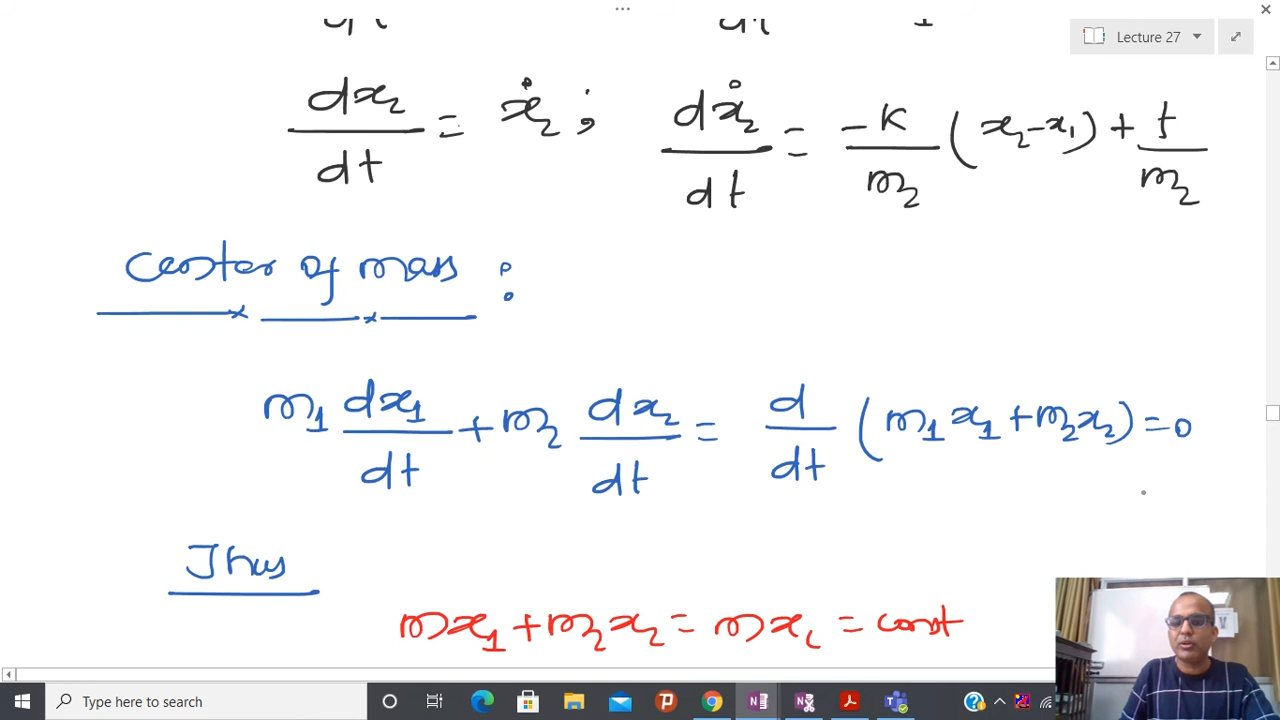 Lecture 27
dx₂/dt = ẋ₂ ; dẋ₂/dt = -K/m₂ (x₂-x₁) + f/m₂
Center of mass :
m₁ dx₁/dt + m₂ dx₂/dt = d/dt (m₁x₁+m₂x₂) = 0
Thus
mx₁+m₂x₂ = mx꜀ = const
Type here to search